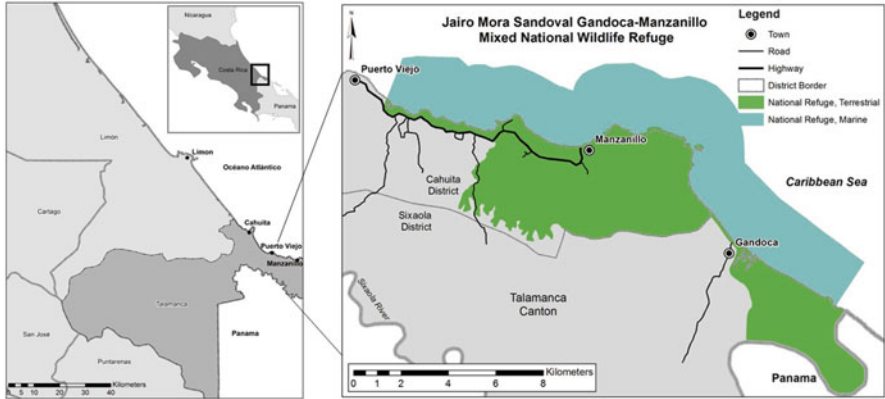 Nicaragua
Costa Rica
Panama
Limón
Limon
Océano Atlántico
Cartago
Cahuita
Puerto Viejo
Manzanillo
Talamanca
Panama
San José
Puntarenas
Kilometers
0 5 10 20 30 40
Jairo Mora Sandoval Gandoca-Manzanillo
Mixed National Wildlife Refuge
N
Legend
Town
Road
Highway
District Border
National Refuge, Terrestrial
National Refuge, Marine
Puerto Viejo
Manzanillo
Cahuita
District
Caribbean Sea
Sixaola
District
Gandoca
Sixaola River
Talamanca
Canton
Kilometers
0 1 2 4 6 8
Panama